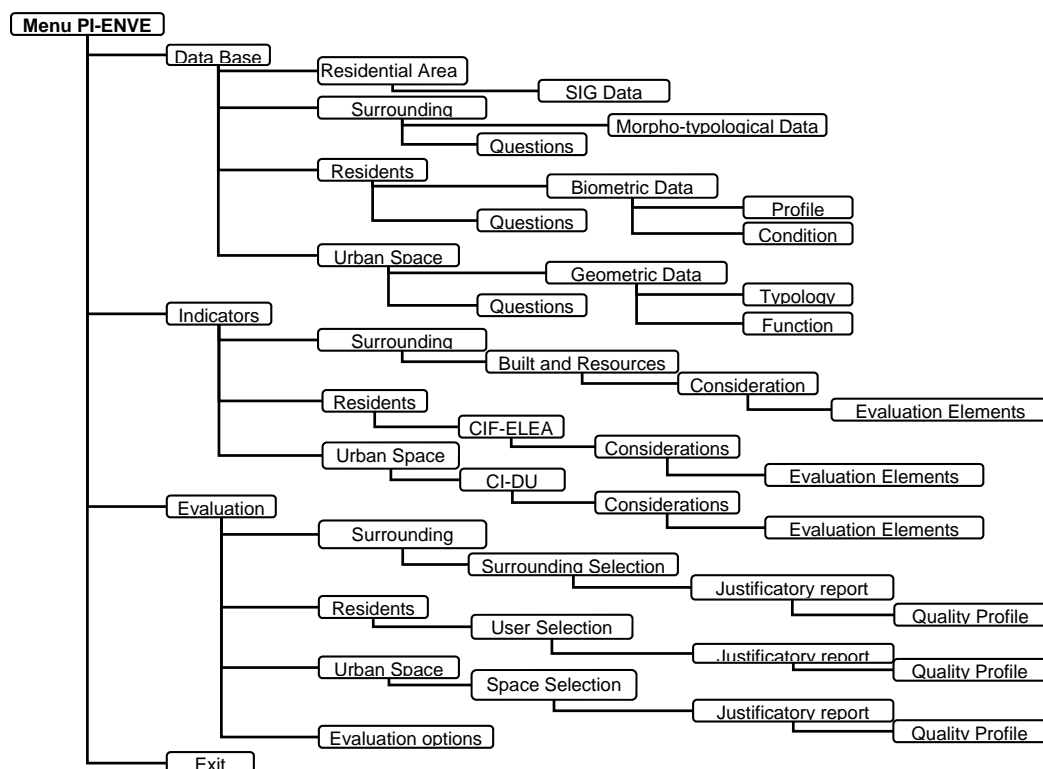 Menu PI-ENVE
Data Base
Residential Area
SIG Data
Surrounding
Morpho-typological Data
Questions
Residents
Biometric Data
Profile
Questions
Condition
Urban Space
Geometric Data
Typology
Questions
Function
Indicators
Surrounding
Built and Resources
Consideration
Evaluation Elements
Residents
CIF-ELEA
Considerations
Evaluation Elements
Urban Space
CI-DU
Considerations
Evaluation Elements
Evaluation
Surrounding
Surrounding Selection
Justificatory report
Quality Profile
Residents
User Selection
Justificatory report
Quality Profile
Urban Space
Space Selection
Justificatory report
Quality Profile
Evaluation options
Exit